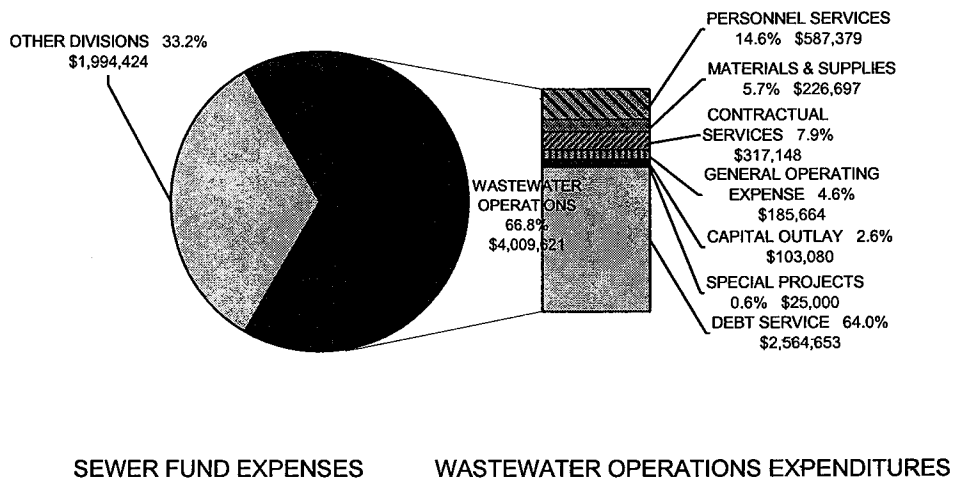 OTHER DIVISIONS 33.2%
$1,994,424
WASTEWATER
OPERATIONS
66.8%
$4,009,621
PERSONNEL SERVICES
14.6% $587,379
MATERIALS & SUPPLIES
5.7% $226,697
CONTRACTUAL
SERVICES 7.9%
$317,148
GENERAL OPERATING
EXPENSE 4.6%
$185,664
CAPITAL OUTLAY 2.6%
$103,080
SPECIAL PROJECTS
0.6% $25,000
DEBT SERVICE 64.0%
$2,564,653
SEWER FUND EXPENSES
WASTEWATER OPERATIONS EXPENDITURES